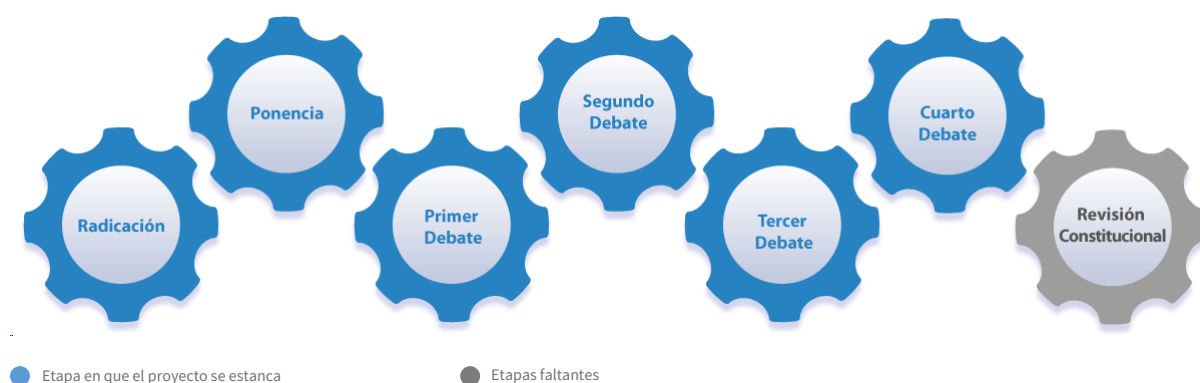 Radicación
Ponencia
Primer
Debate
Segundo
Debate
Tercer
Debate
Cuarto
Debate
Revisión
Constitucional
Etapa en que el proyecto se estanca
Etapas faltantes